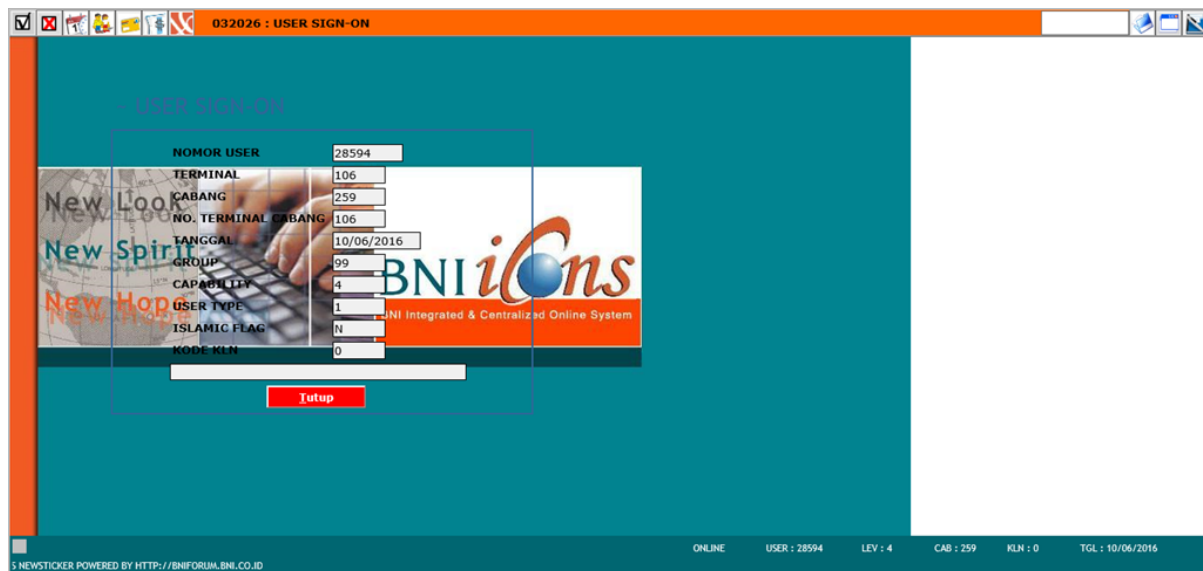 032026 : USER SIGN-ON
- USER SIGN-ON
NOMOR USER 28594
TERMINAL 106
CABANG 259
NO. TERMINAL CABANG 106
TANGGAL 10/06/2016
GROUP 99
CAPABILITY 4
USER TYPE 1
ISLAMIC FLAG N
KODE KLN 0
Tutup
New Look
New Spirit
New Hope
BNI icons
BNI Integrated & Centralized Online System
ONLINE USER : 28594 LEV : 4 CAB : 259 KLN : 0 TGL : 10/06/2016
S NEWSTICKER POWERED BY HTTP://BNIFORUM.BNI.CO.ID